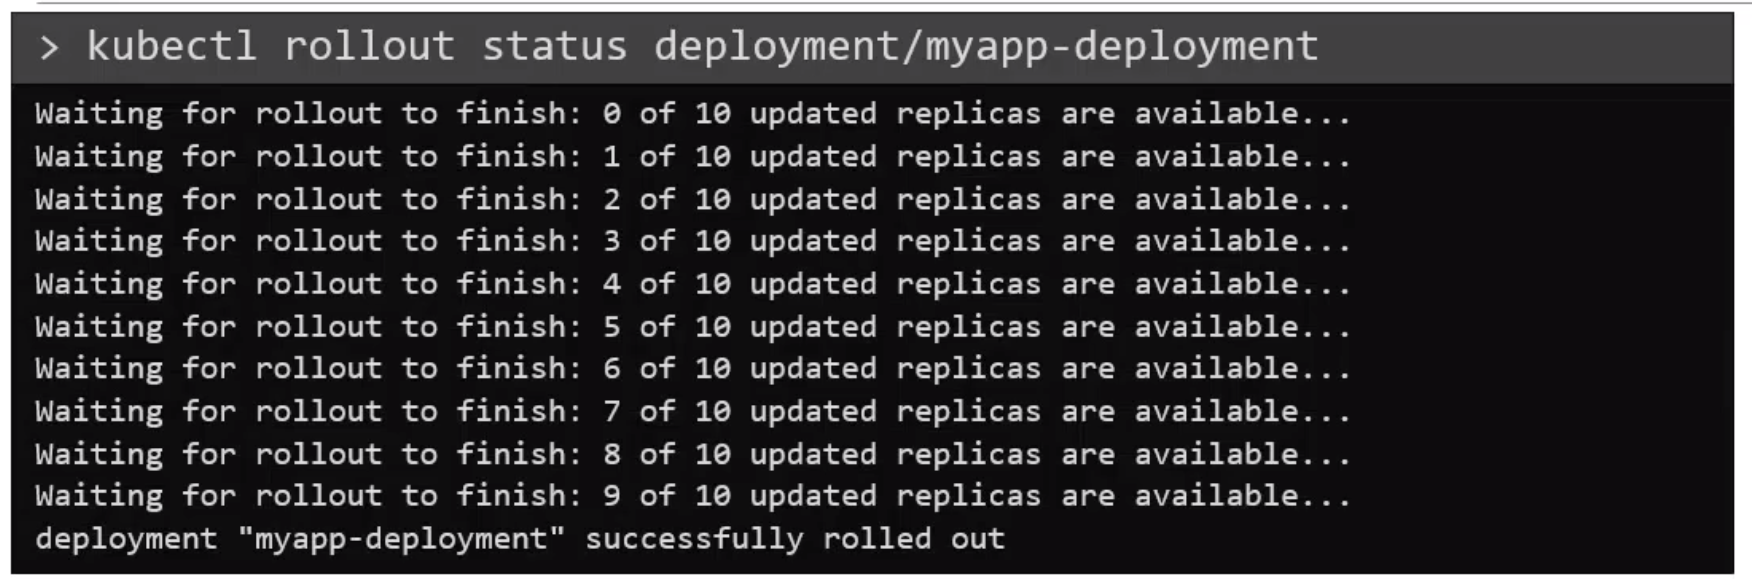 > kubectl rollout status deployment/myapp-deployment
Waiting for rollout to finish: 0 of 10 updated replicas are available...
Waiting for rollout to finish: 1 of 10 updated replicas are available...
Waiting for rollout to finish: 2 of 10 updated replicas are available...
Waiting for rollout to finish: 3 of 10 updated replicas are available...
Waiting for rollout to finish: 4 of 10 updated replicas are available...
Waiting for rollout to finish: 5 of 10 updated replicas are available...
Waiting for rollout to finish: 6 of 10 updated replicas are available...
Waiting for rollout to finish: 7 of 10 updated replicas are available...
Waiting for rollout to finish: 8 of 10 updated replicas are available...
Waiting for rollout to finish: 9 of 10 updated replicas are available...
deployment "myapp-deployment" successfully rolled out